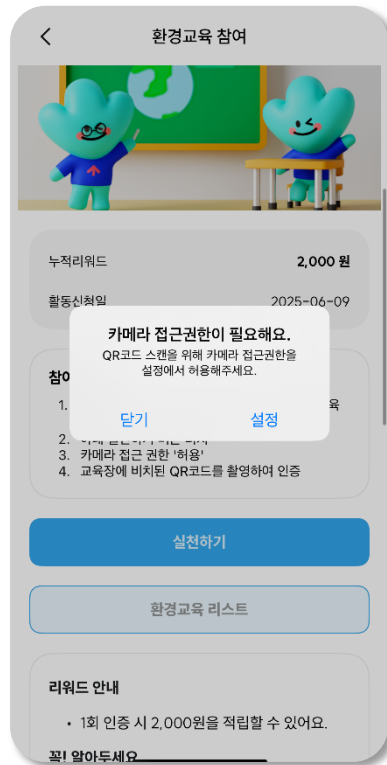 환경교육 참여
누적리워드 2,000 원
활동신청일 2025-06-09
카메라 접근권한이 필요해요.
QR코드 스캔을 위해 카메라 접근권한을
설정에서 허용해주세요.
닫기 설정
1.
2.
3. 카메라 접근 권한 '허용'
4. 교육장에 비치된 QR코드를 촬영하여 인증
실천하기
환경교육 리스트
리워드 안내
• 1회 인증 시 2,000원을 적립할 수 있어요.
꼭! 알아두세요